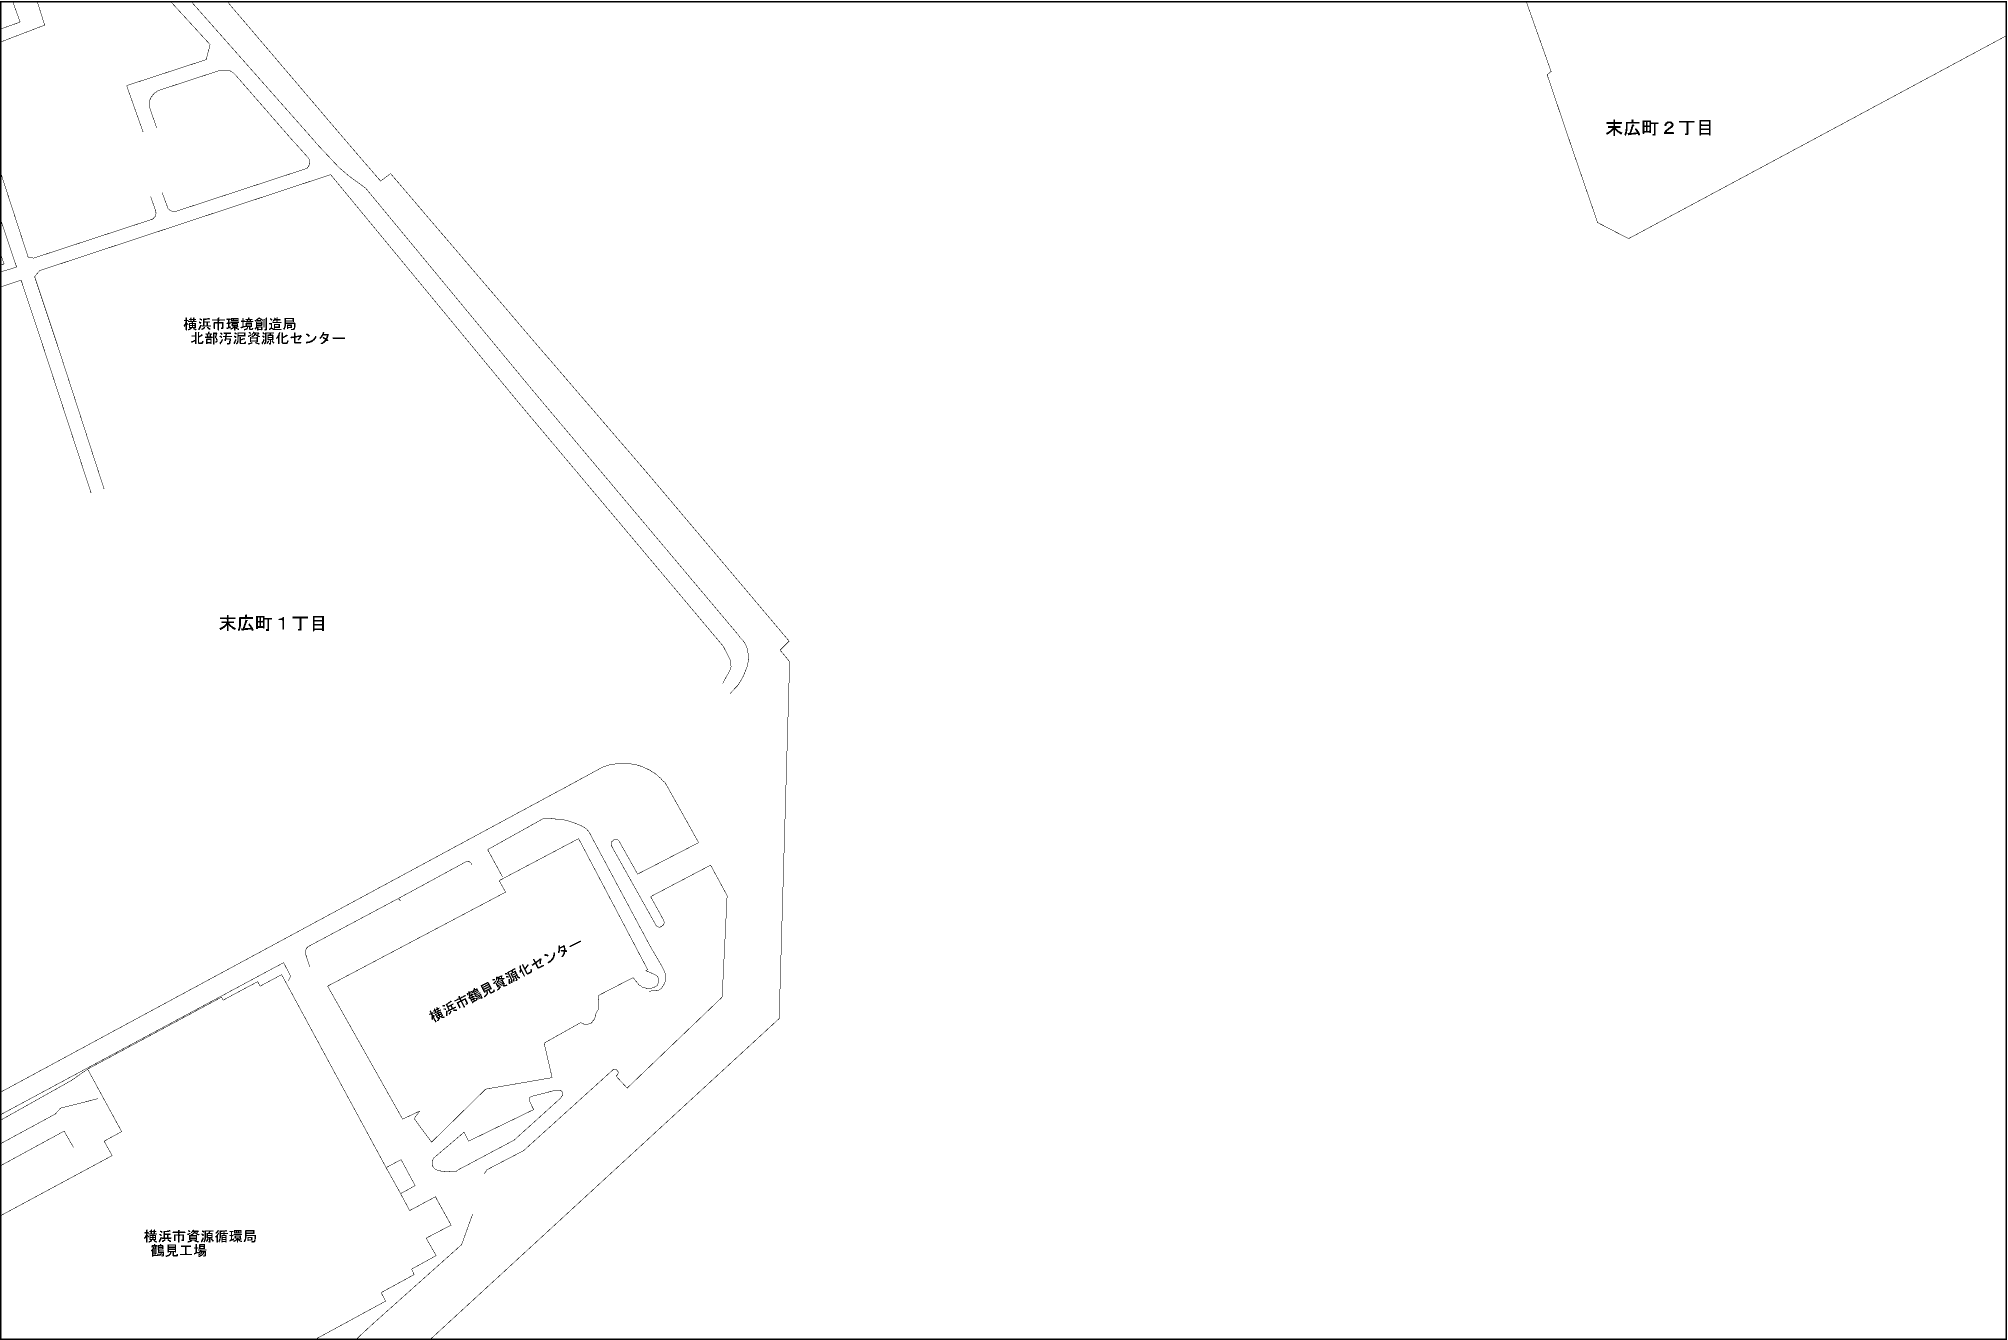 末広町２丁目
横浜市環境創造局
北部汚泥資源化センター
末広町１丁目
横浜市鶴見資源化センター
横浜市資源循環局
鶴見工場